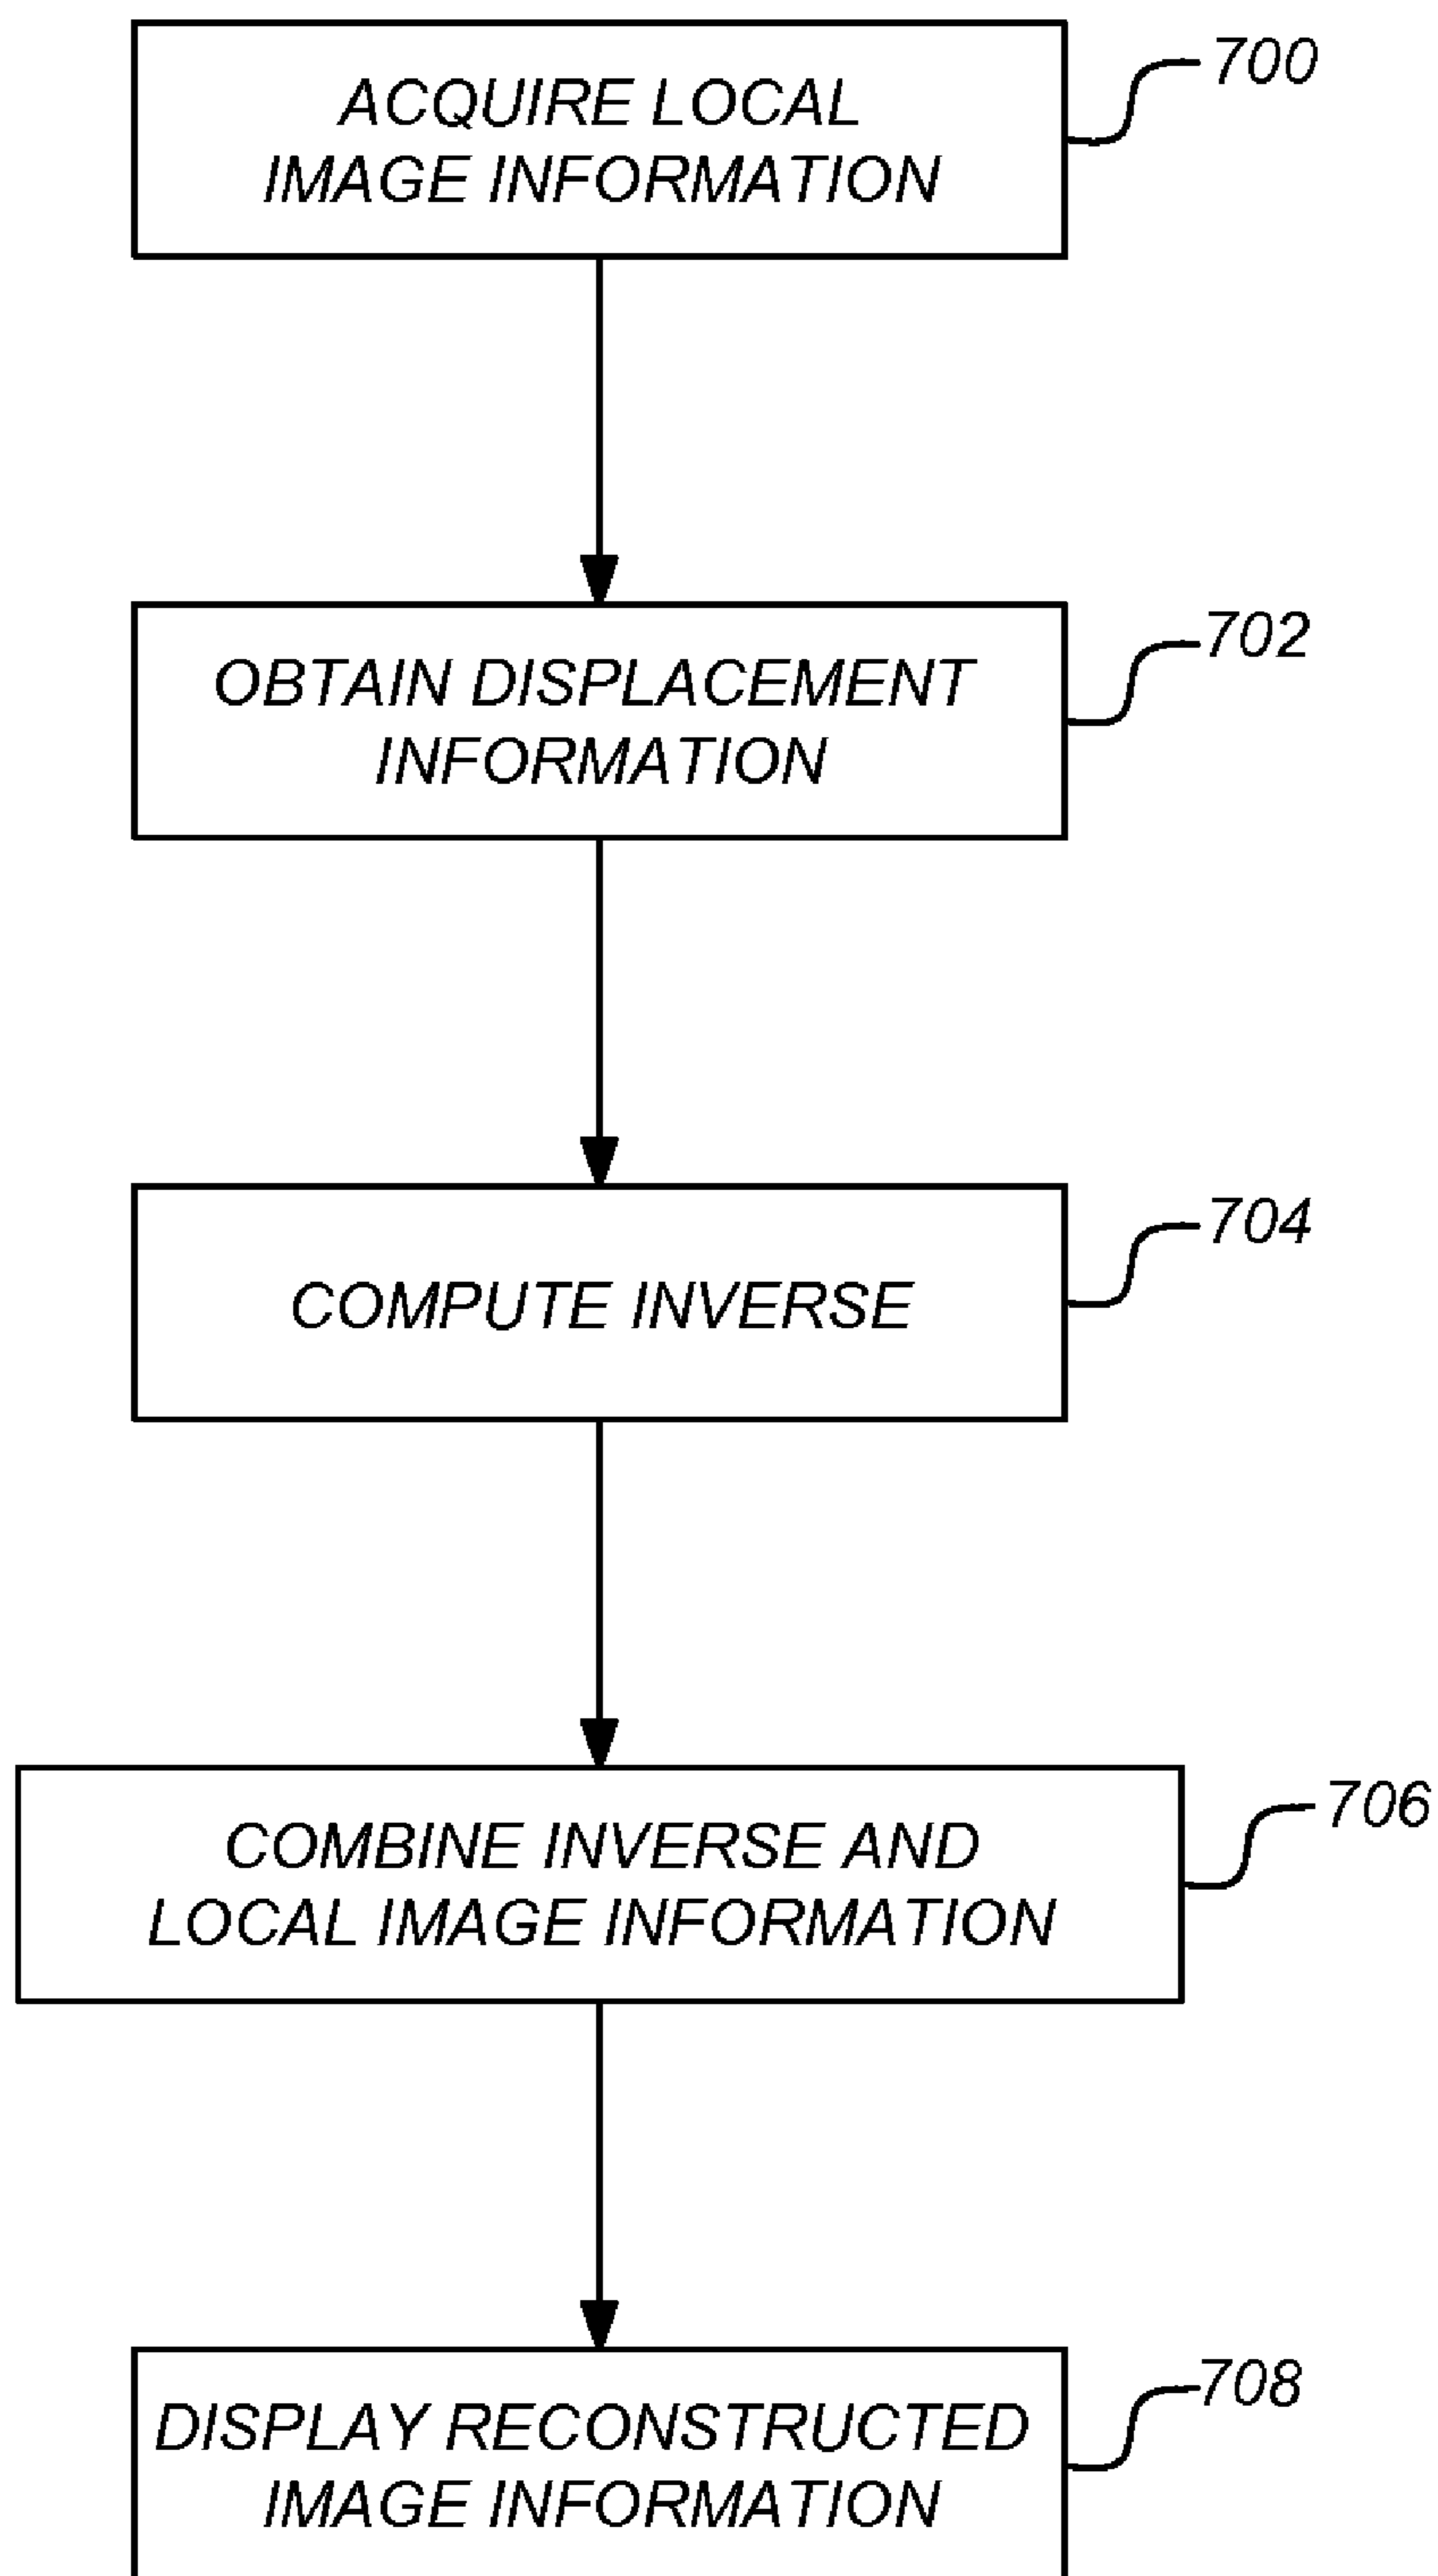 ACQUIRE LOCAL
IMAGE INFORMATION
700
OBTAIN DISPLACEMENT
INFORMATION
702
COMPUTE INVERSE
704
COMBINE INVERSE AND
LOCAL IMAGE INFORMATION
706
DISPLAY RECONSTRUCTED
IMAGE INFORMATION
708